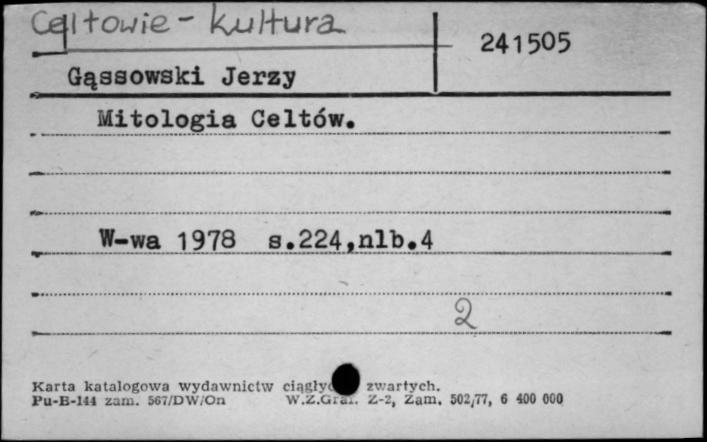 Celtowie - kultura
241505
Gąssowski Jerzy
Mitologia Celtów.
W-wa 1978 s.224,nlb.4
2
Karta katalogowa wydawnictw zwartych.
Pu-B-144 zam. 567/DW/On W.Z.Graf. Z-2, Zam. 502/77, 6 400 000